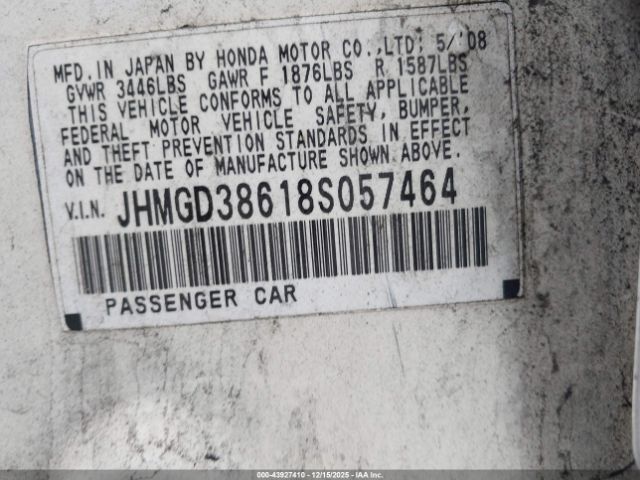 MFD. IN JAPAN BY HONDA MOTOR CO.,LTD; 5/'08
GVWR 3446LBS GAWR F 1876LBS R 1587LBS
THIS VEHICLE CONFORMS TO ALL APPLICABLE
FEDERAL MOTOR VEHICLE SAFETY, BUMPER,
AND THEFT PREVENTION STANDARDS IN EFFECT
ON THE DATE OF MANUFACTURE SHOWN ABOVE.
V.I.N. JHMGD38618S057464
PASSENGER CAR
000-43927410 - 12/15/2025 - IAA Inc.